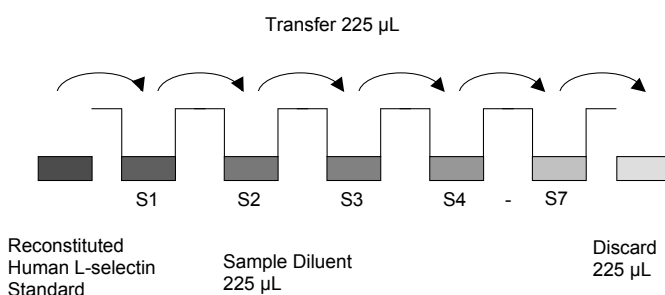 Transfer 225 µL
S1 S2 S3 S4 - S7
Reconstituted
Human L-selectin
Standard
Sample Diluent
225 µL
Discard
225 µL